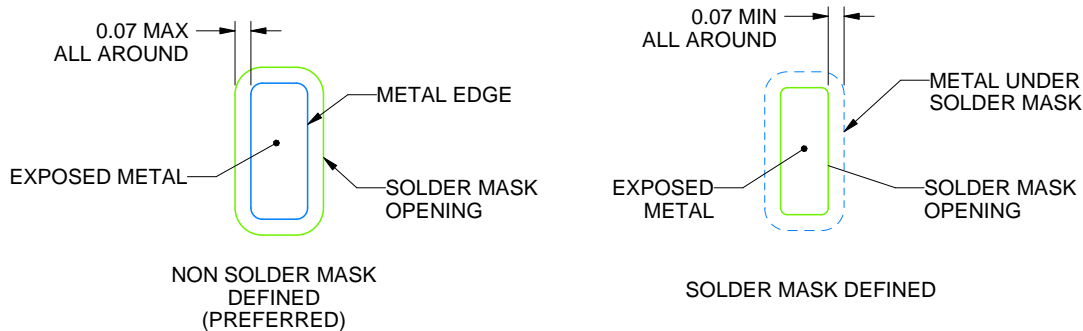 0.07 MAX
ALL AROUND
METAL EDGE
EXPOSED METAL
SOLDER MASK
OPENING
NON SOLDER MASK
DEFINED
(PREFERRED)
0.07 MIN
ALL AROUND
METAL UNDER
SOLDER MASK
EXPOSED
METAL
SOLDER MASK
OPENING
SOLDER MASK DEFINED